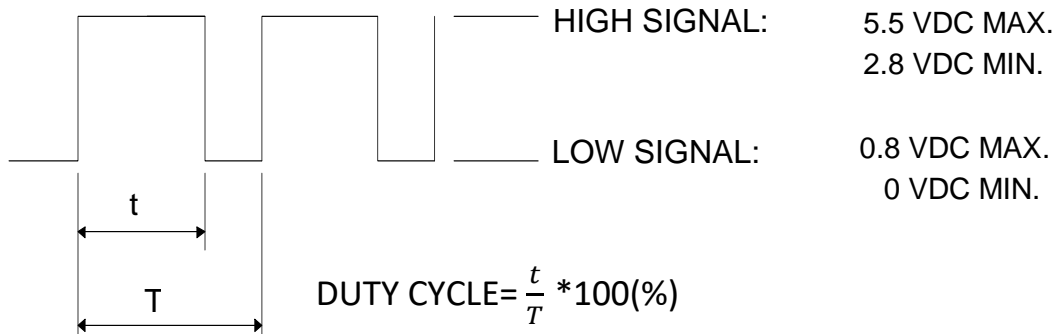 HIGH SIGNAL: 5.5 VDC MAX.
2.8 VDC MIN.
LOW SIGNAL: 0.8 VDC MAX.
0 VDC MIN.
t
T
DUTY CYCLE= t/T *100(%)